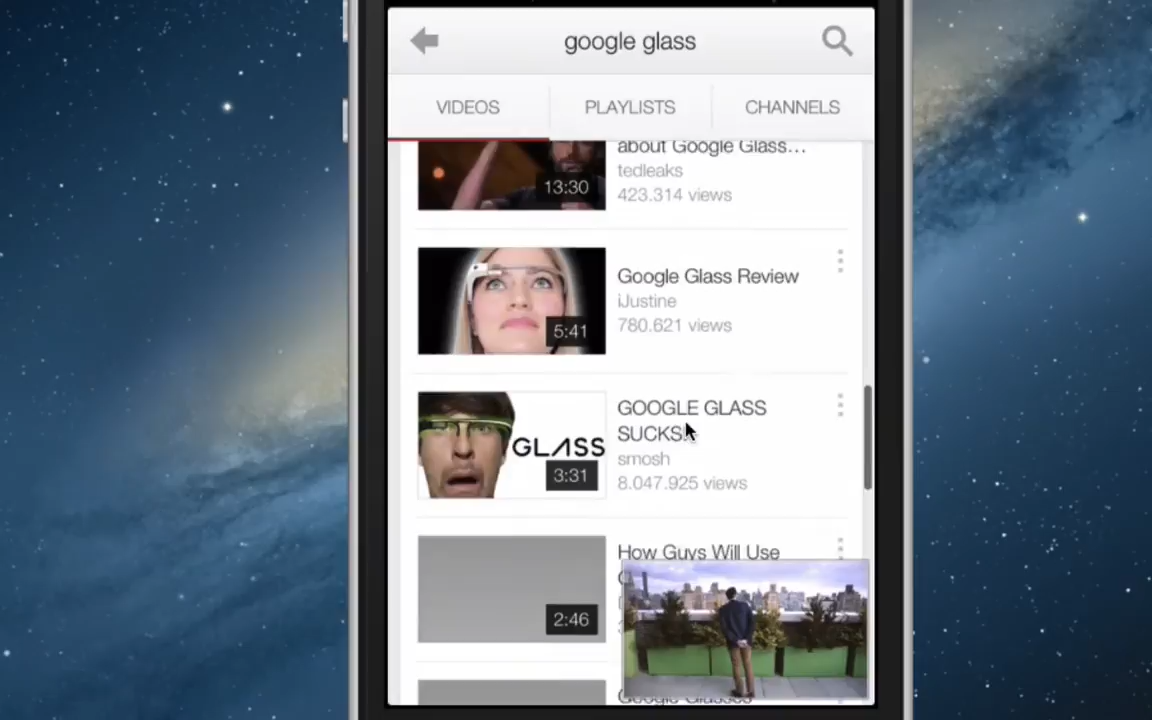 google glass
VIDEOS
PLAYLISTS
CHANNELS
about Google Glass...
tedleaks
423.314 views
13:30
Google Glass Review
iJustine
780.621 views
5:41
GOOGLE GLASS
SUCKS!
smosh
8.047.925 views
GLASS
3:31
How Guys Will Use
2:46
Google Glasses